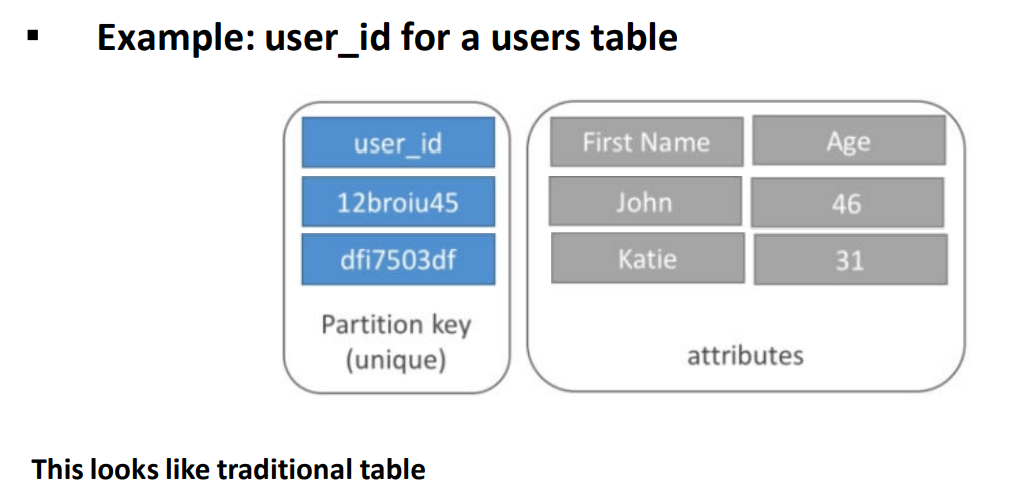 ▪ Example: user_id for a users table
user_id First Name Age
12broiu45 John 46
dfi7503df Katie 31
Partition key
(unique)
attributes
This looks like traditional table